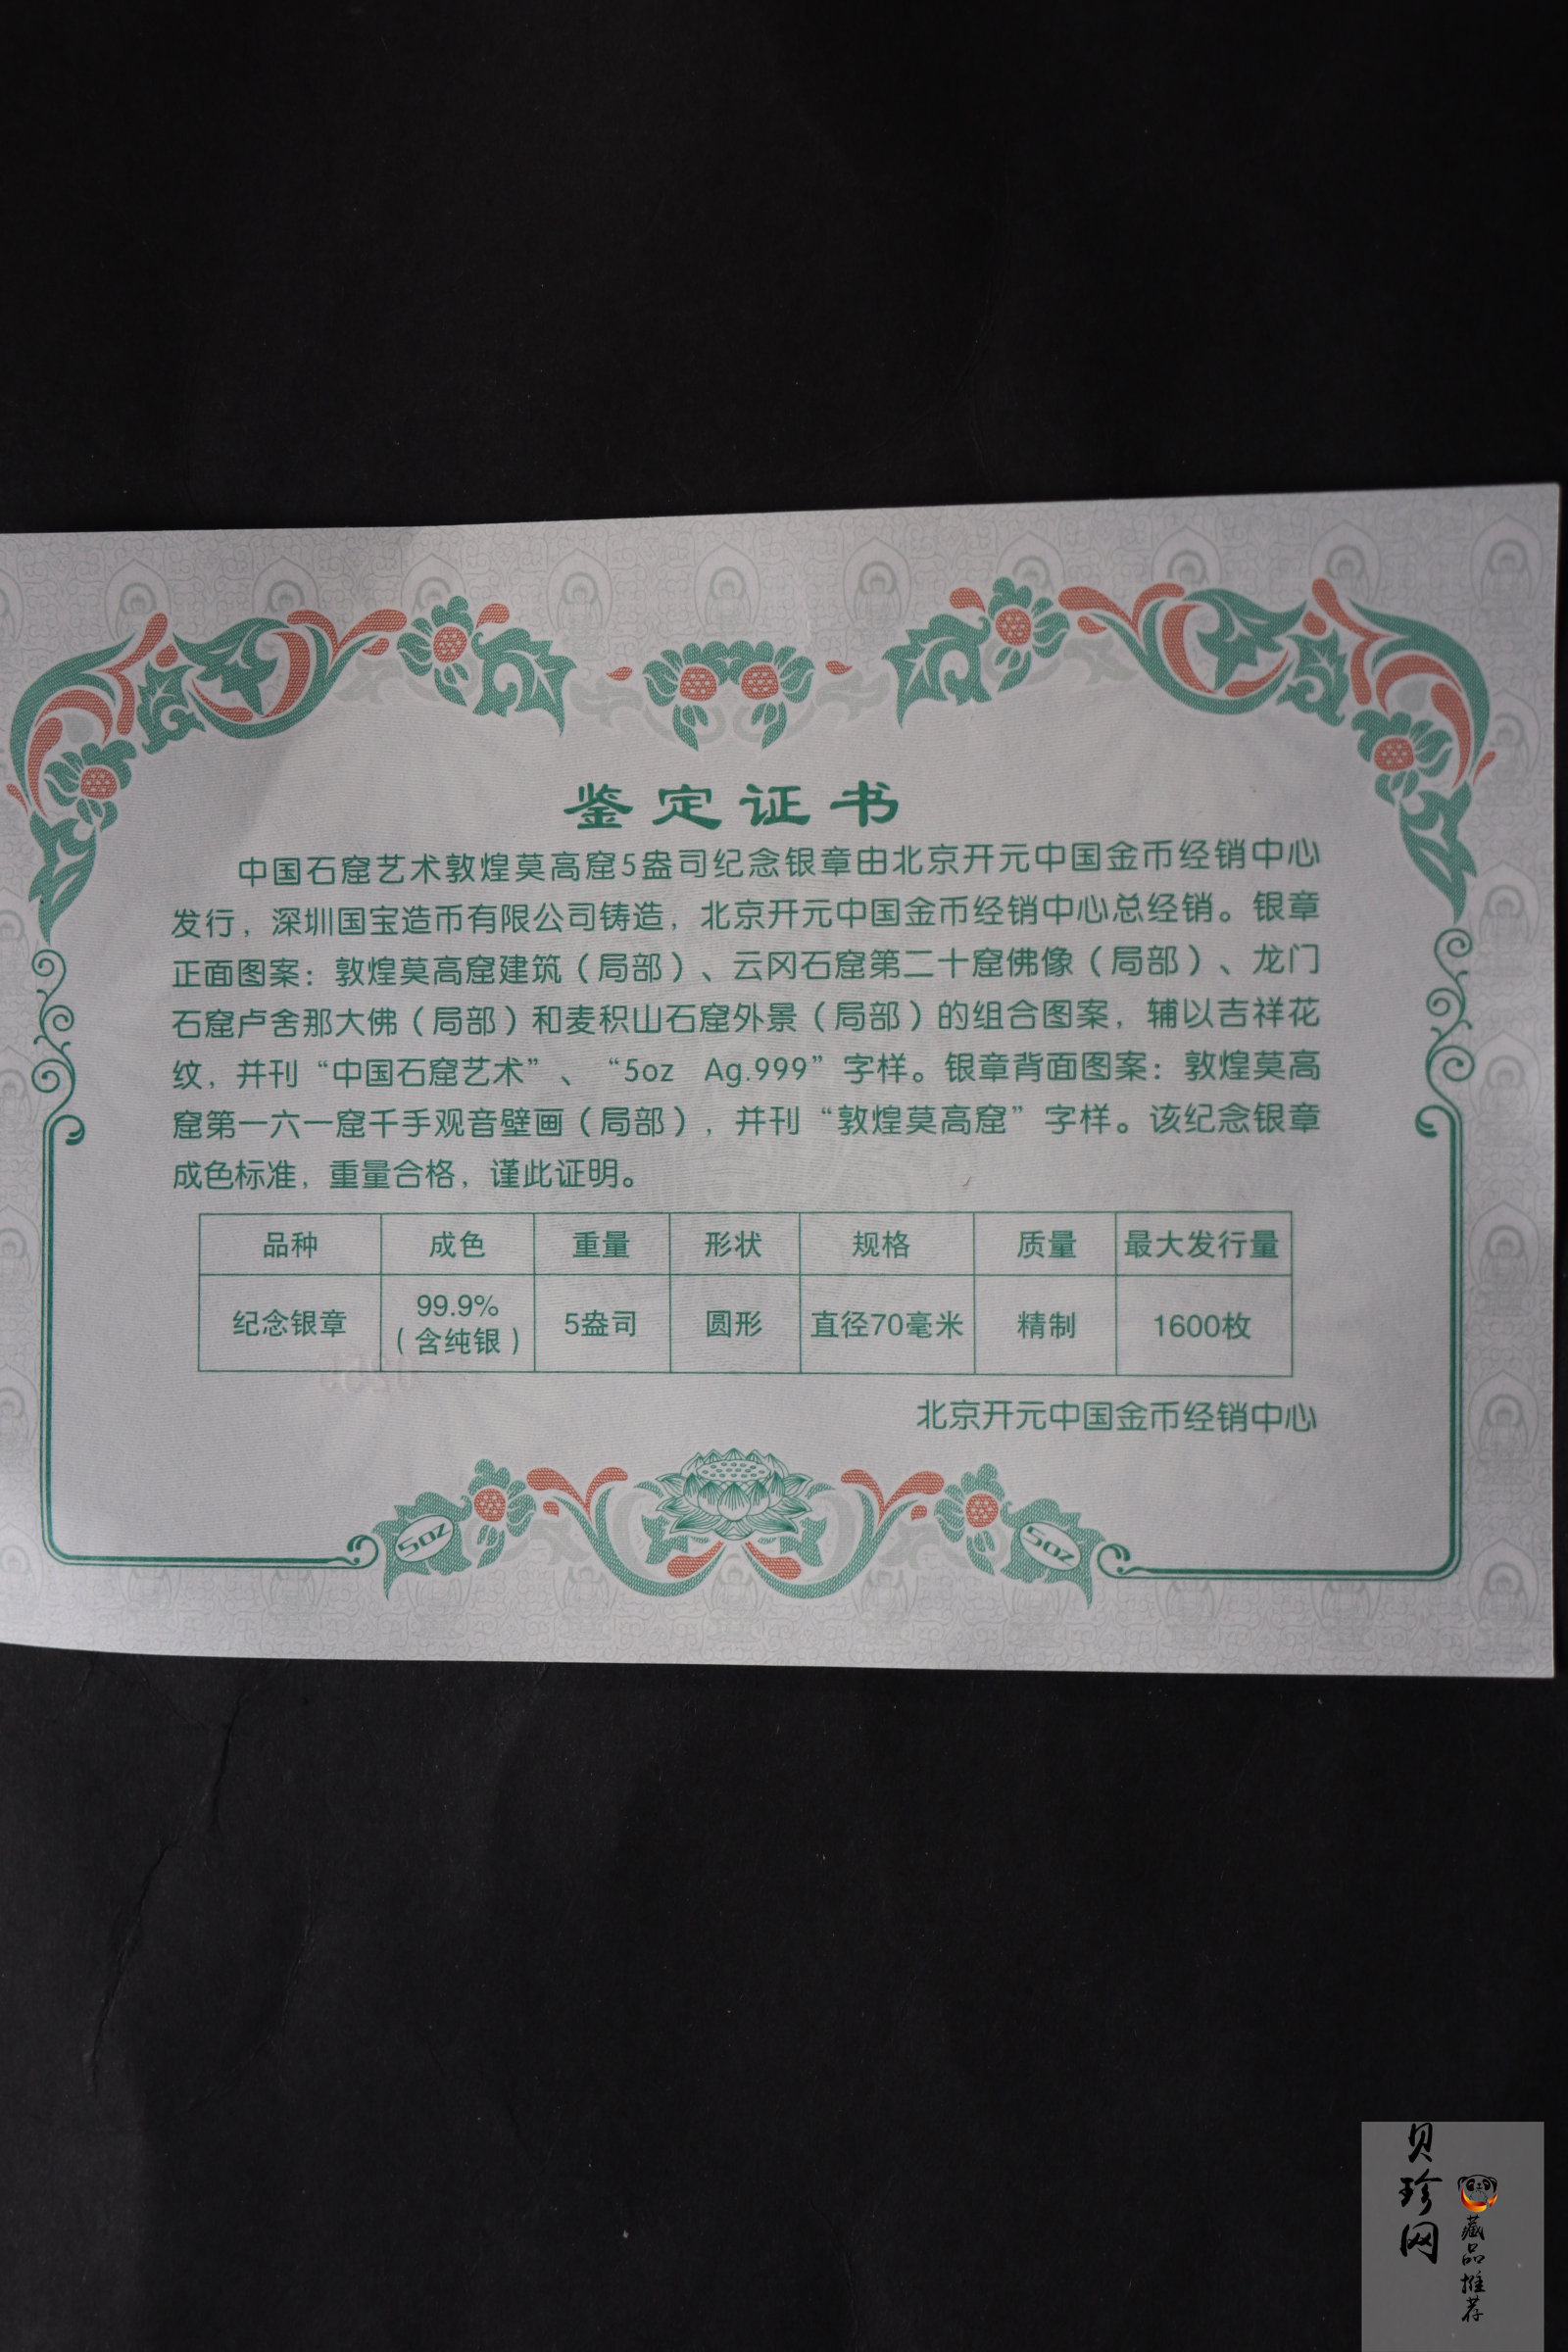 鉴定证书
中国石窟艺术敦煌莫高窟5盎司纪念银章由北京开元中国金币经销中心
发行，深圳国宝造币有限公司铸造，北京开元中国金币经销中心总经销。银章
正面图案：敦煌莫高窟建筑（局部）、云冈石窟第二十窟佛像（局部）、龙门
石窟卢舍那大佛（局部）和麦积山石窟外景（局部）的组合图案，辅以吉祥花
纹，并刊“中国石窟艺术”、“5oz Ag.999”字样。银章背面图案：敦煌莫高
窟第一六一窟千手观音壁画（局部），并刊“敦煌莫高窟”字样。该纪念银章
成色标准，重量合格，谨此证明。
品种 成色 重量 形状 规格 质量 最大发行量
纪念银章 99.9%（含纯银） 5盎司 圆形 直径70毫米 精制 1600枚
北京开元中国金币经销中心
5OZ 5OZ
贝珍网
藏品推荐